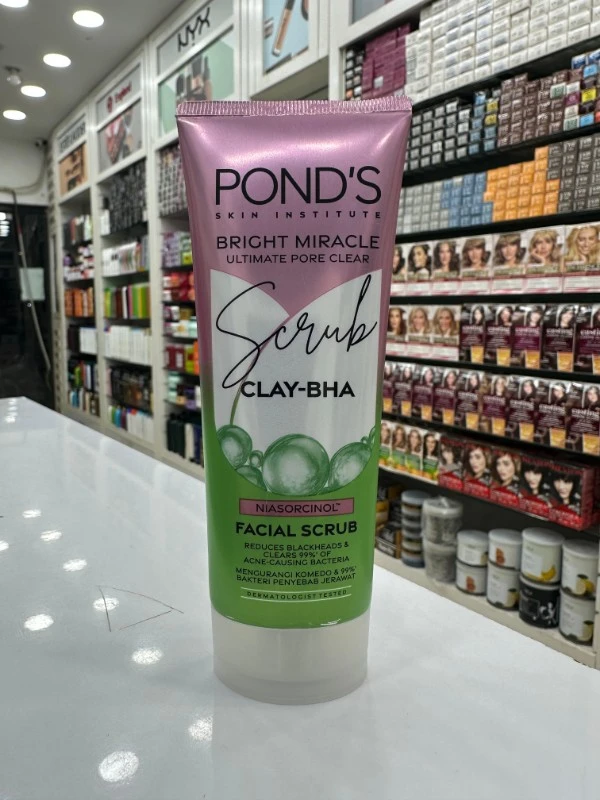 NYX
POND'S
SKIN INSTITUTE
BRIGHT MIRACLE
ULTIMATE PORE CLEAR
Scrub
CLAY-BHA
NIASORCINOL™
FACIAL SCRUB
REDUCES BLACKHEADS &
CLEARS 99%* OF
ACNE-CAUSING BACTERIA
MENGURANGI KOMEDO & 99%*
BAKTERI PENYEBAB JERAWAT
DERMATOLOGIST TESTED